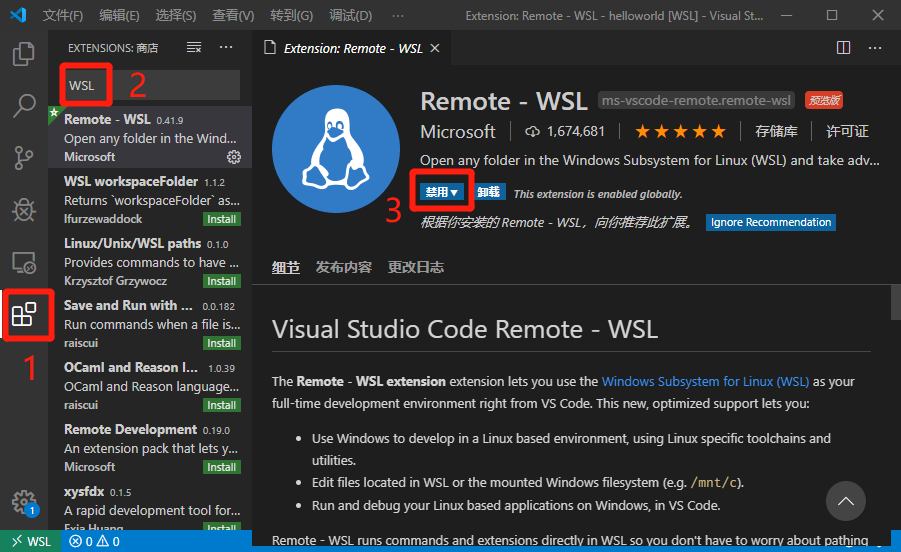 文件(F) 编辑(E) 选择(S) 查看(V) 转到(G) 调试(D) ··· Extension: Remote - WSL - helloworld [WSL] - Visual St...
EXTENSIONS: 商店 ···
WSL
2
Remote - WSL 0.41.9
Open any folder in the Wind...
Microsoft
WSL workspaceFolder 1.1.2
Returns `workspaceFolder` as...
lfurzewaddock Install
Linux/Unix/WSL paths 0.1.0
Provides commands to have ...
Krzysztof Grzywocz Install
Save and Run with ... 0.0.182
Run commands when a file is...
raiscui Install
1
OCaml and Reason l... 1.0.39
OCaml and Reason language...
raiscui Install
Remote Development 0.19.0
An extension pack that lets y...
Microsoft Install
xysfdx 0.1.5
A rapid development tool for...
Exia Huang Install
1
Extension: Remote - WSL ···
Remote - WSL ms-vscode-remote.remote-wsl 预览版
Microsoft 1,674,681 ★★★★★ 存储库 许可证
Open any folder in the Windows Subsystem for Linux (WSL) and take adv...
3
禁用 卸载 This extension is enabled globally.
根据你安装的 Remote - WSL，向你推荐此扩展。 Ignore Recommendation
细节 发布内容 更改日志
Visual Studio Code Remote - WSL
The Remote - WSL extension extension lets you use the Windows Subsystem for Linux (WSL) as your
full-time development environment right from VS Code. This new, optimized support lets you:
• Use Windows to develop in a Linux based environment, using Linux specific toolchains and
utilities.
• Edit files located in WSL or the mounted Windows filesystem (e.g. /mnt/c).
• Run and debug your Linux based applications on Windows, in VS Code.
Remote - WSL runs commands and extensions directly in WSL so you don't have to worry about pathing
WSL 0 0